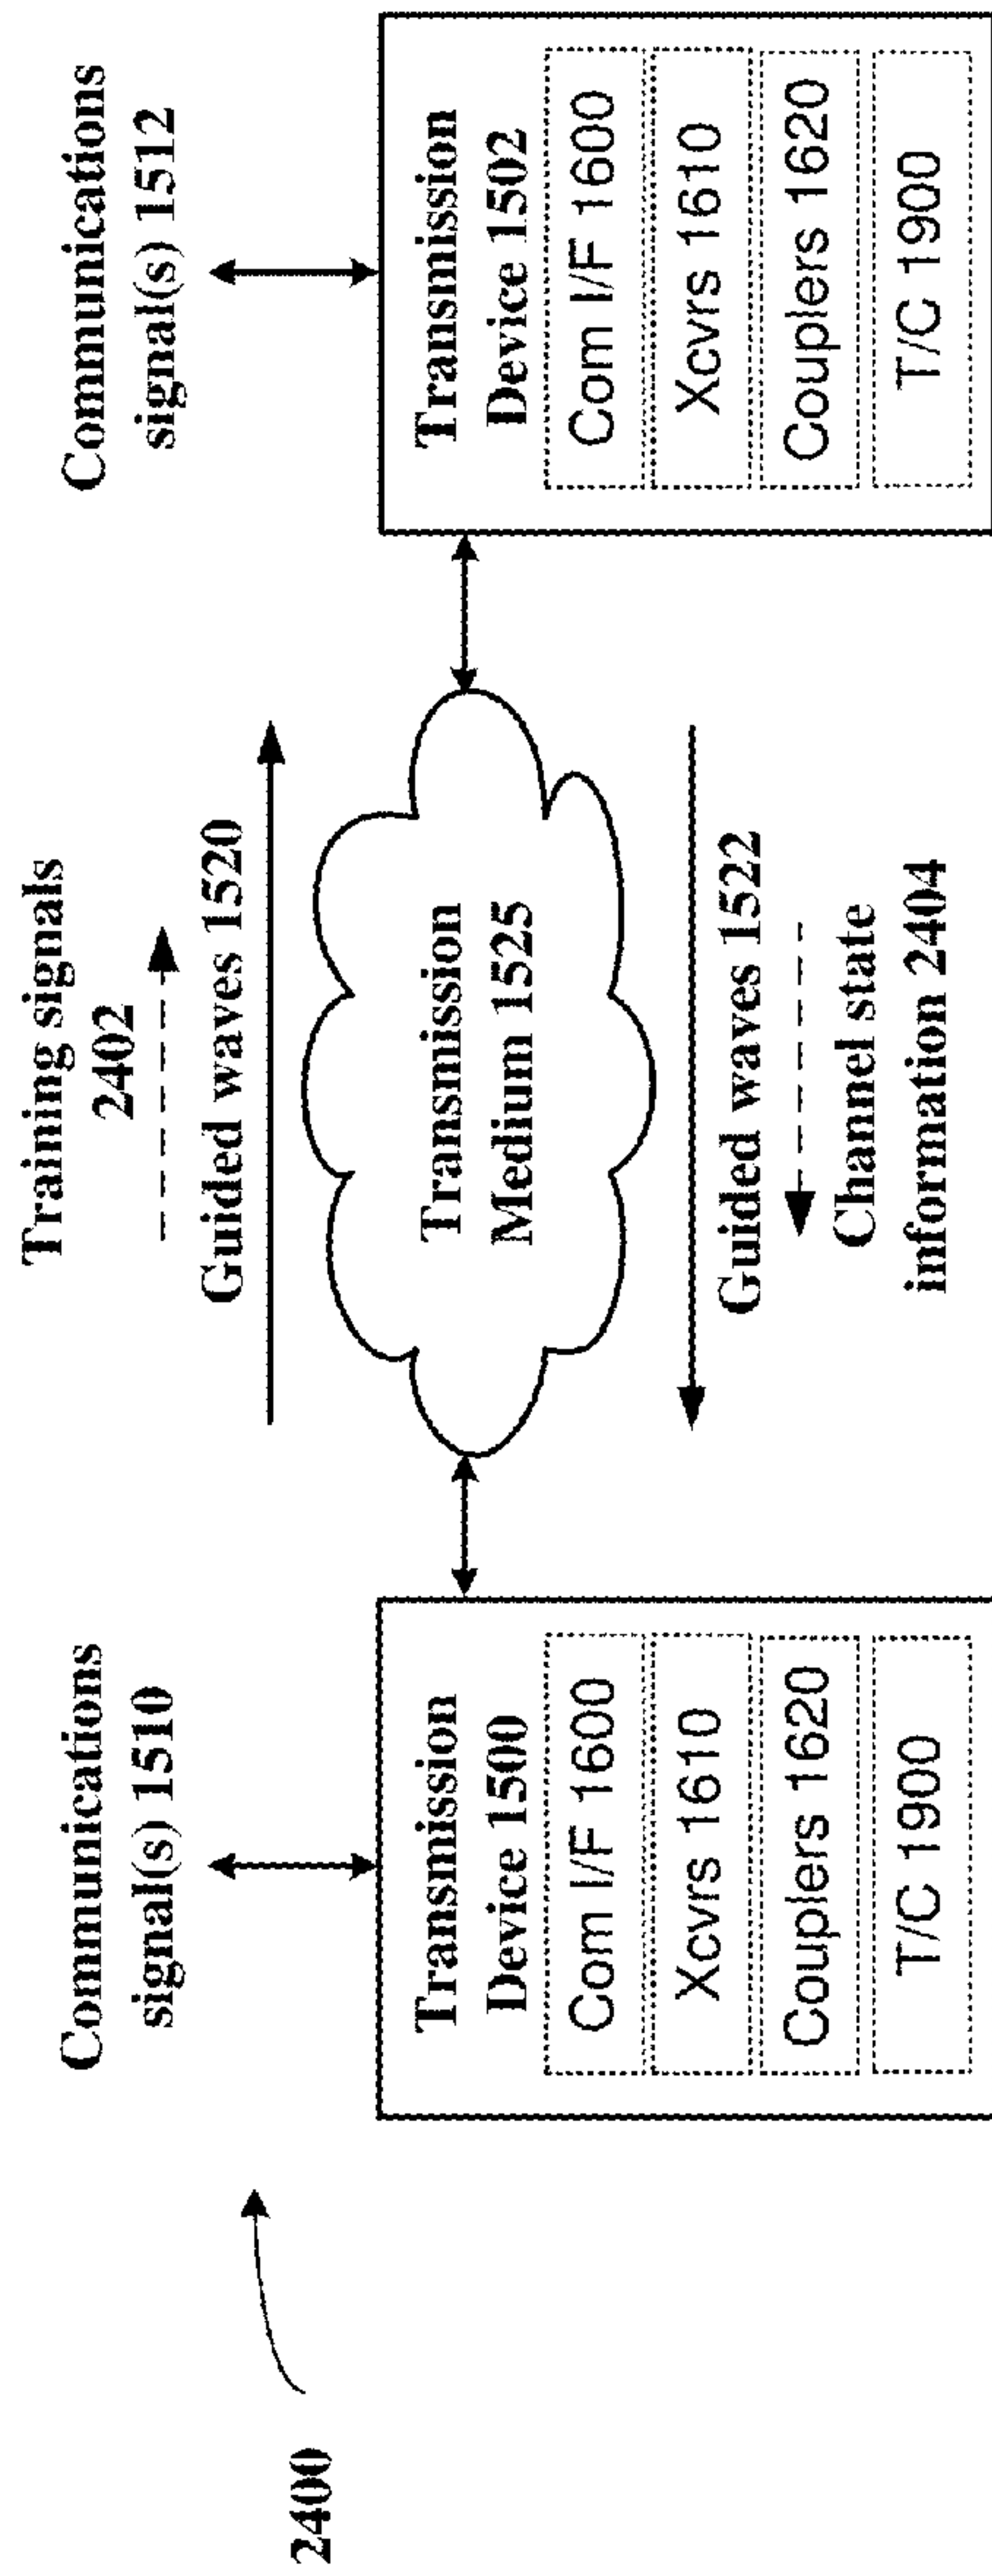 2400
Communications
signal(s) 1510
Transmission
Device 1500
Com I/F 1600
Xcvrs 1610
Couplers 1620
T/C 1900
Training signals
2402
Guided waves 1520
Transmission
Medium 1525
Guided waves 1522
Channel state
information 2404
Communications
signal(s) 1512
Transmission
Device 1502
Com I/F 1600
Xcvrs 1610
Couplers 1620
T/C 1900